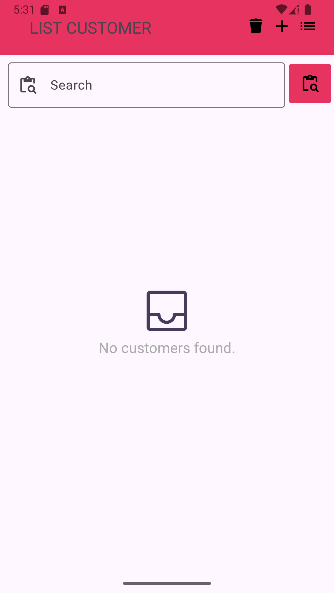 5:31
LIST CUSTOMER
Search
No customers found.